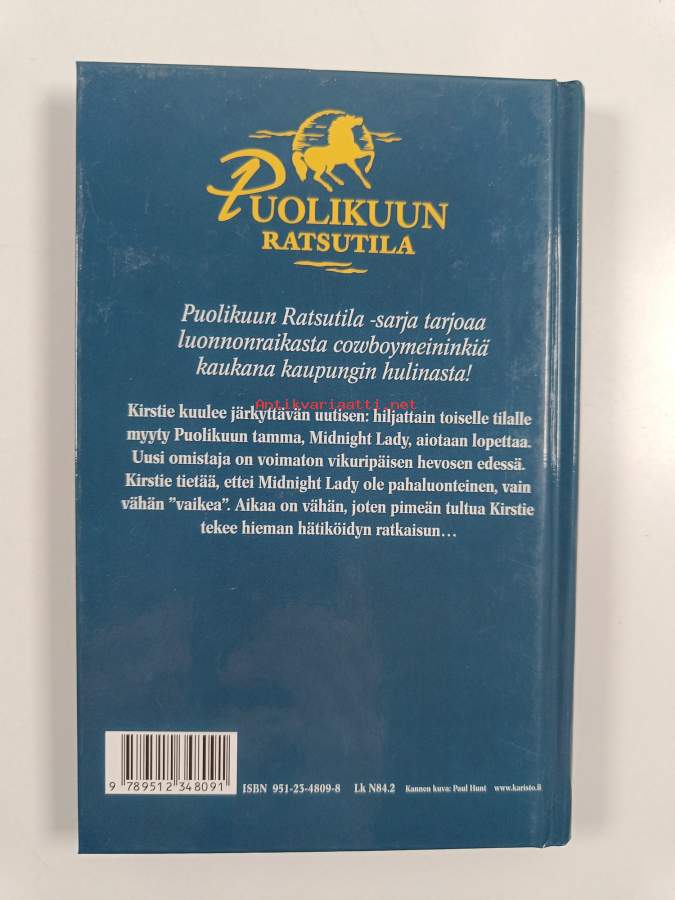 PUOLIKUUN
RATSUTILA
Puolikuun Ratsutila -sarja tarjoaa
luonnonraikasta cowboymeininkiä
kaukana kaupungin hulinasta!
Antikvariaatti.net
Kirstie kuulee järkyttävän uutisen: hiljattain toiselle tilalle
myyty Puolikuun tamma, Midnight Lady, aiotaan lopettaa.
Uusi omistaja on voimaton vikuripäisen hevosen edessä.
Kirstie tietää, ettei Midnight Lady ole pahaluonteinen, vain
vähän ”vaikea”. Aikaa on vähän, joten pimeän tultua Kirstie
tekee hieman hätiköidyn ratkaisun…
9 789512 348091
ISBN 951-23-4809-8 Lk N84.2 Kannen kuva: Paul Hunt www.karisto.fi